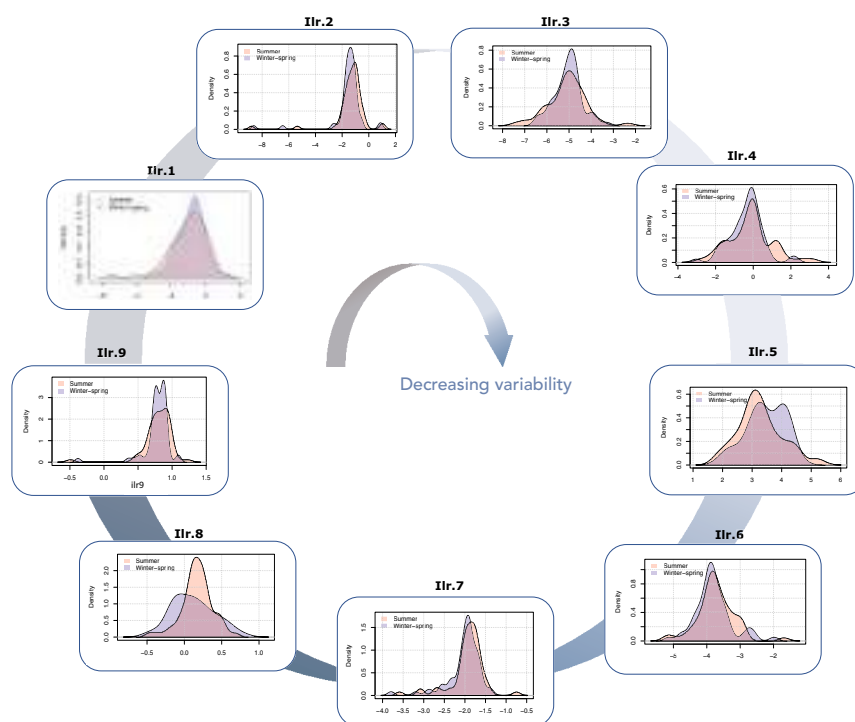 Ilr.2
Summer
Winter-spring
Density
0.0 0.2 0.4 0.6 0.8
−8 −6 −4 −2 0 2
Ilr.3
Summer
Winter-spring
Density
0.0 0.2 0.4 0.6 0.8
−8 −7 −6 −5 −4 −3 −2
Ilr.1
Ilr.4
Summer
Winter-spring
Density
0.0 0.2 0.4 0.6
−4 −2 0 2 4
Decreasing variability
Ilr.9
Summer
Winter-spring
Density
0 1 2 3
−0.5 0.0 0.5 1.0 1.5
ilr9
Ilr.5
Summer
Winter-spring
Density
0.0 0.2 0.4 0.6
1 2 3 4 5 6
Ilr.8
Summer
Winter-spring
Density
0.0 0.5 1.0 1.5 2.0
−0.5 0.0 0.5 1.0
Ilr.6
Summer
Winter-spring
Density
0.0 0.4 0.8
−5 −4 −3 −2
Ilr.7
Summer
Winter-spring
Density
0.0 0.5 1.0 1.5
−4.0 −3.5 −3.0 −2.5 −2.0 −1.5 −1.0 −0.5